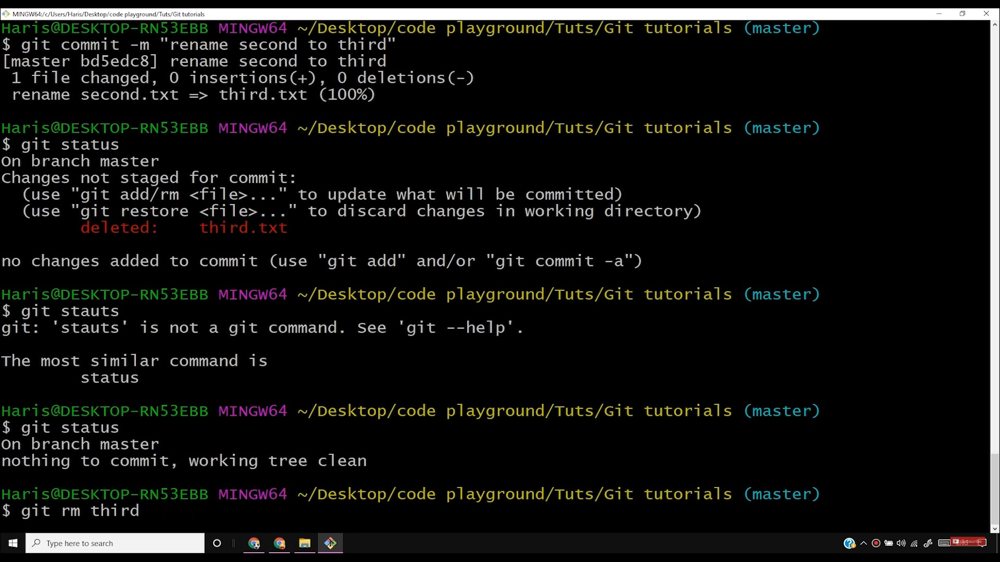 MINGW64:/c/Users/Haris/Desktop/code playground/Tuts/Git tutorials
Haris@DESKTOP-RN53EBB MINGW64 ~/Desktop/code playground/Tuts/Git tutorials (master)
$ git commit -m "rename second to third"
[master bd5edc8] rename second to third
1 file changed, 0 insertions(+), 0 deletions(-)
rename second.txt => third.txt (100%)
Haris@DESKTOP-RN53EBB MINGW64 ~/Desktop/code playground/Tuts/Git tutorials (master)
$ git status
On branch master
Changes not staged for commit:
(use "git add/rm <file>..." to update what will be committed)
(use "git restore <file>..." to discard changes in working directory)
deleted: third.txt
no changes added to commit (use "git add" and/or "git commit -a")
Haris@DESKTOP-RN53EBB MINGW64 ~/Desktop/code playground/Tuts/Git tutorials (master)
$ git stauts
git: 'stauts' is not a git command. See 'git --help'.
The most similar command is
status
Haris@DESKTOP-RN53EBB MINGW64 ~/Desktop/code playground/Tuts/Git tutorials (master)
$ git status
On branch master
nothing to commit, working tree clean
Haris@DESKTOP-RN53EBB MINGW64 ~/Desktop/code playground/Tuts/Git tutorials (master)
$ git rm third
Type here to search
Subscribe